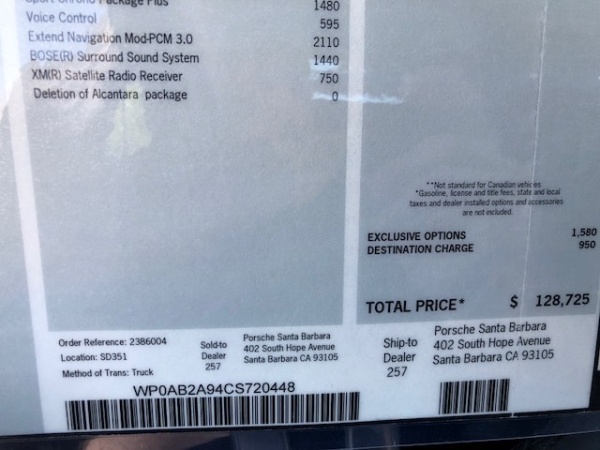 Sport Chrono Package Plus 1480
Voice Control 595
Extend Navigation Mod-PCM 3.0 2110
BOSE(R) Surround Sound System 1440
XM(R) Satellite Radio Receiver 750
Deletion of Alcantara package 0
**Not standard for Canadian vehicles
*Gasoline, license and title fees, state and local
taxes and dealer installed options and accessories
are not included.
EXCLUSIVE OPTIONS 1,580
DESTINATION CHARGE 950
TOTAL PRICE* $ 128,725
Order Reference: 2386004
Location: SD351
Method of Trans: Truck
Sold-to
Dealer
257
Porsche Santa Barbara
402 South Hope Avenue
Santa Barbara CA 93105
Ship-to
Dealer
257
Porsche Santa Barbara
402 South Hope Avenue
Santa Barbara CA 93105
WP0AB2A94CS720448